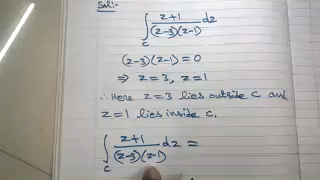 Sol:-
∫_C (z+1)/((z-3)(z-1)) dz
(z-3)(z-1) = 0
⇒ z = 3, z = 1
∴ Here z = 3 lies outside C and
z = 1 lies inside C.
∫_C (z+1)/((z-3)(z-1)) dz =